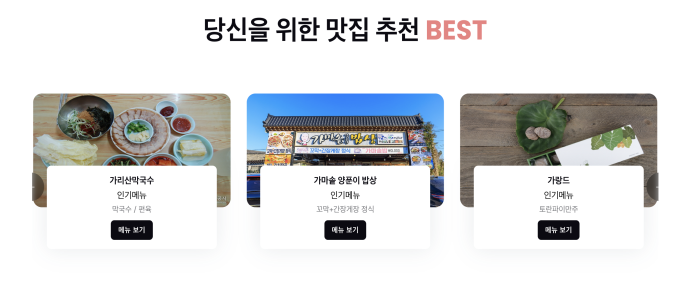 당신을 위한 맛집 추천 BEST
가리산막국수
인기메뉴
막국수 / 편육
메뉴 보기
가마솥 양푼이 밥상
인기메뉴
꼬막+간장게장 정식
메뉴 보기
가랑드
인기메뉴
토란파이만주
메뉴 보기